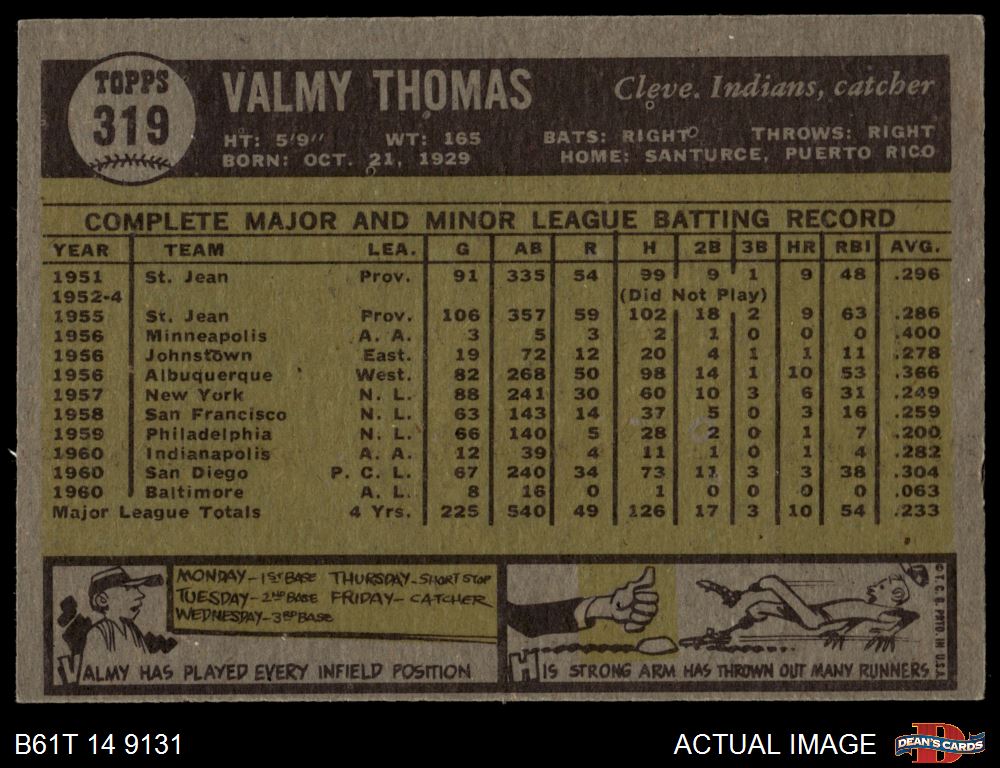 TOPPS
319
VALMY THOMAS
Cleve. Indians, catcher
HT: 5'9" WT: 165 BATS: RIGHT THROWS: RIGHT
BORN: OCT. 21, 1929 HOME: SANTURCE, PUERTO RICO
COMPLETE MAJOR AND MINOR LEAGUE BATTING RECORD
YEAR TEAM LEA. G AB R H 2B 3B HR RBI AVG.
1951 St. Jean Prov. 91 335 54 99 9 1 9 48 .296
1952-4 (Did Not Play)
1955 St. Jean Prov. 106 357 59 102 18 2 9 63 .286
1956 Minneapolis A. A. 3 5 3 2 1 0 0 0 .400
1956 Johnstown East. 19 72 12 20 4 1 1 11 .278
1956 Albuquerque West. 82 268 50 98 14 1 10 53 .366
1957 New York N. L. 88 241 30 60 10 3 6 31 .249
1958 San Francisco N. L. 63 143 14 37 5 0 3 16 .259
1959 Philadelphia N. L. 66 140 5 28 2 0 1 7 .200
1960 Indianapolis A. A. 12 39 4 11 1 0 1 4 .282
1960 San Diego P. C. L. 67 240 34 73 11 3 3 38 .304
1960 Baltimore A. L. 8 16 0 1 0 0 0 0 .063
Major League Totals 4 Yrs. 225 540 49 126 17 3 10 54 .233
MONDAY-1ST BASE THURSDAY-SHORT STOP
TUESDAY-2ND BASE FRIDAY-CATCHER
WEDNESDAY-3RD BASE
VALMY HAS PLAYED EVERY INFIELD POSITION
HIS STRONG ARM HAS THROWN OUT MANY RUNNERS
© T. C. G. PRTD. IN U.S.A.
B61T 14 9131
ACTUAL IMAGE
DEAN'S CARDS